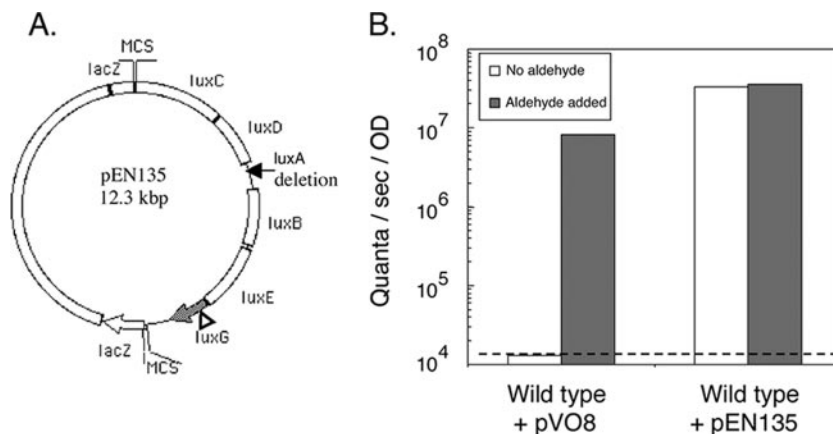 A.
MCS
lacZ
luxC
luxD
luxA
deletion
pEN135
12.3 kbp
luxB
luxE
luxG
lacZ
MCS
B.
10^8
10^7
10^6
10^5
10^4
Quanta / sec / OD
No aldehyde
Aldehyde added
Wild type
+ pVO8
Wild type
+ pEN135